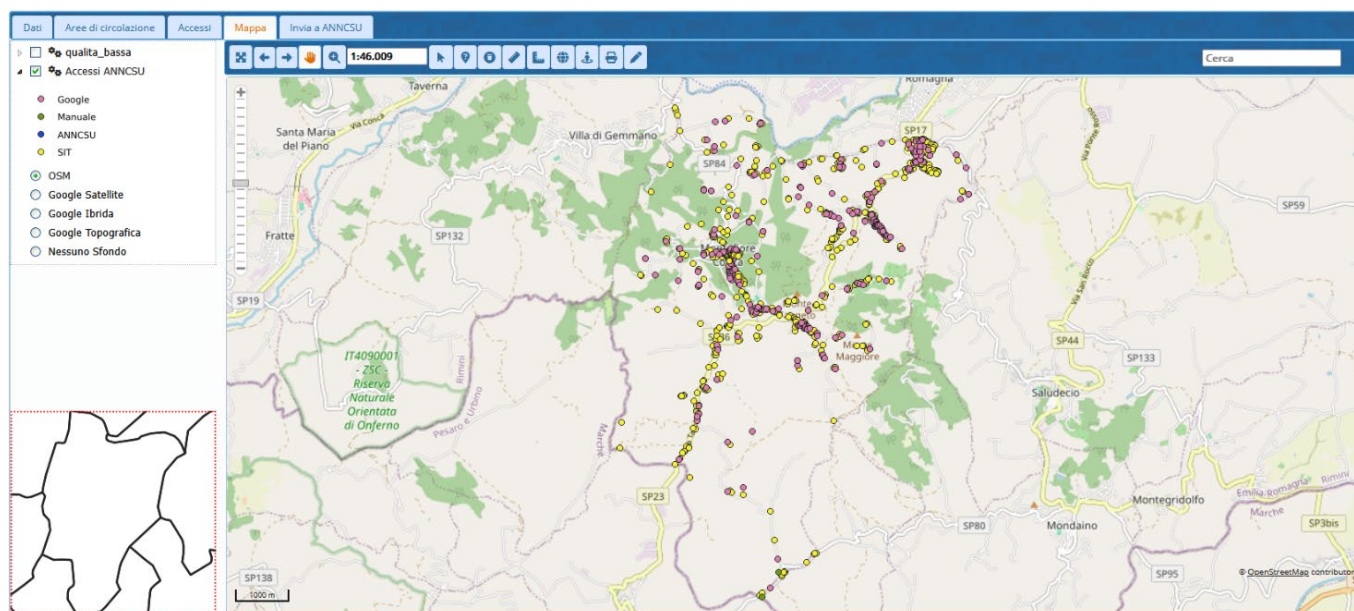 Dati
Aree di circolazione
Accessi
Mappa
Invia a ANNCSU
qualita_bassa
Accessi ANNCSU
Google
Manuale
ANNCSU
SIT
OSM
Google Satellite
Google Ibrida
Google Topografica
Nessuno Sfondo
1:46.009
Cerca
Taverna
Romagna
Via Conca
Santa Maria
del Piano
Villa di Gemmano
SP17
SP84
Via Ponte
SP59
Fratte
SP132
SP19
Via San Rocco
IT4090001
- ZSC -
Riserva
Naturale
Orientata
di Onferno
Rimini
Pesaro e Urbino
Maggiore
SP44
SP133
Saludecio
Marche
SP23
Montegridolfo
Emilia-Romagna
Rimini
Marche
SP80
Mondaino
SP3bis
SP138
SP95
1000 m
© OpenStreetMap contributor